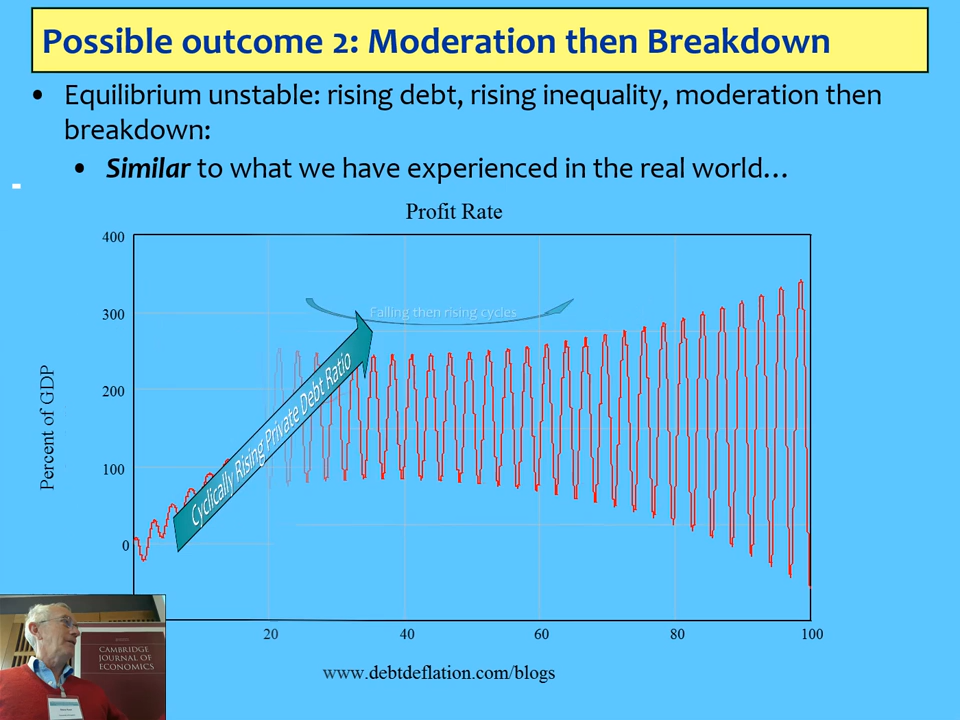 Possible outcome 2: Moderation then Breakdown
• Equilibrium unstable: rising debt, rising inequality, moderation then
breakdown:
• Similar to what we have experienced in the real world…
Profit Rate
400
300
200
100
0
Percent of GDP
Falling then rising cycles
Cyclically Rising Private Debt Ratio
20
40
60
80
100
www.debtdeflation.com/blogs
CAMBRIDGE
JOURNAL OF
ECONOMICS